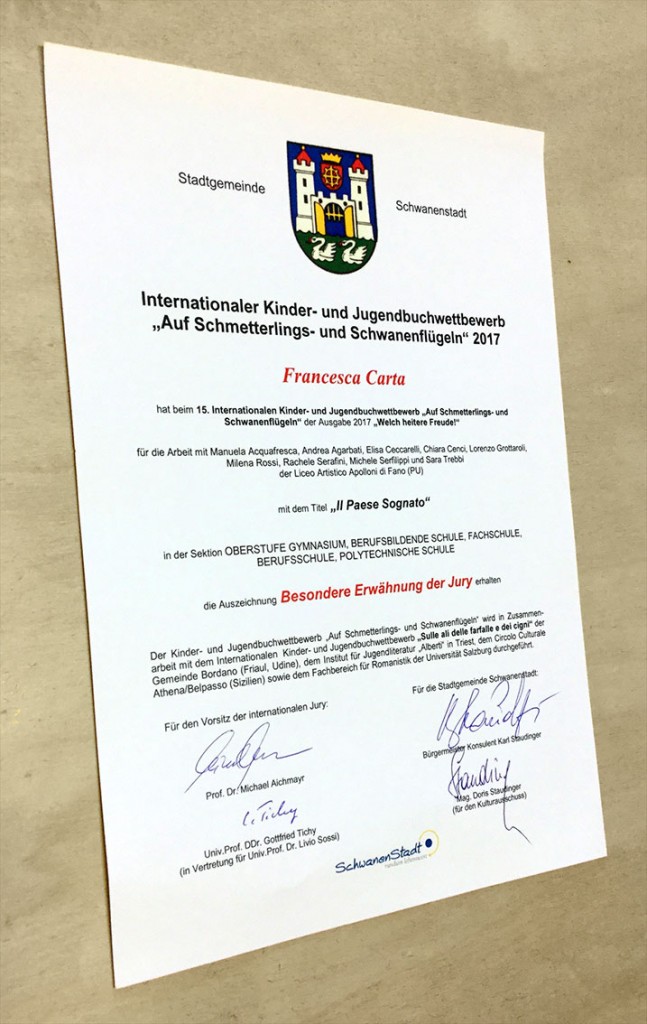 Stadtgemeinde
Schwanenstadt
Internationaler Kinder- und Jugendbuchwettbewerb
„Auf Schmetterlings- und Schwanenflügeln“ 2017
Francesca Carta
hat beim 15. Internationalen Kinder- und Jugendbuchwettbewerb „Auf Schmetterlings- und
Schwanenflügeln“ der Ausgabe 2017 „Welch heitere Freude!“
für die Arbeit mit Manuela Acquafresca, Andrea Agarbati, Elisa Ceccarelli, Chiara Cenci, Lorenzo Grottaroli,
Milena Rossi, Rachele Serafini, Michele Serfilippi und Sara Trebbi
der Liceo Artistico Apolloni di Fano (PU)
mit dem Titel „Il Paese Sognato“
in der Sektion OBERSTUFE GYMNASIUM, BERUFSBILDENDE SCHULE, FACHSCHULE,
BERUFSSCHULE, POLYTECHNISCHE SCHULE
die Auszeichnung Besondere Erwähnung der Jury erhalten
Der Kinder- und Jugendbuchwettbewerb „Auf Schmetterlings- und Schwanenflügeln“ wird in Zusammen-
arbeit mit dem Internationalen Kinder- und Jugendbuchwettbewerb „Sulle ali delle farfalle e dei cigni“ der
Gemeinde Bordano (Friaul, Udine), dem Institut für Jugendliteratur „Alberti“ in Triest, dem Circolo Culturale
Athena/Belpasso (Sizilien) sowie dem Fachbereich für Romanistik der Universität Salzburg durchgeführt.
Für den Vorsitz der internationalen Jury:
Für die Stadtgemeinde Schwanenstadt:
Prof. Dr. Michael Aichmayr
Bürgermeister Konsulent Karl Staudinger
Staudinger
Mag. Doris Staudinger
(für den Kulturausschuss)
C. Tichy
Univ.Prof. DDr. Gottfried Tichy
(in Vertretung für Univ.Prof. Dr. Livio Sossi)
SchwanenStadt